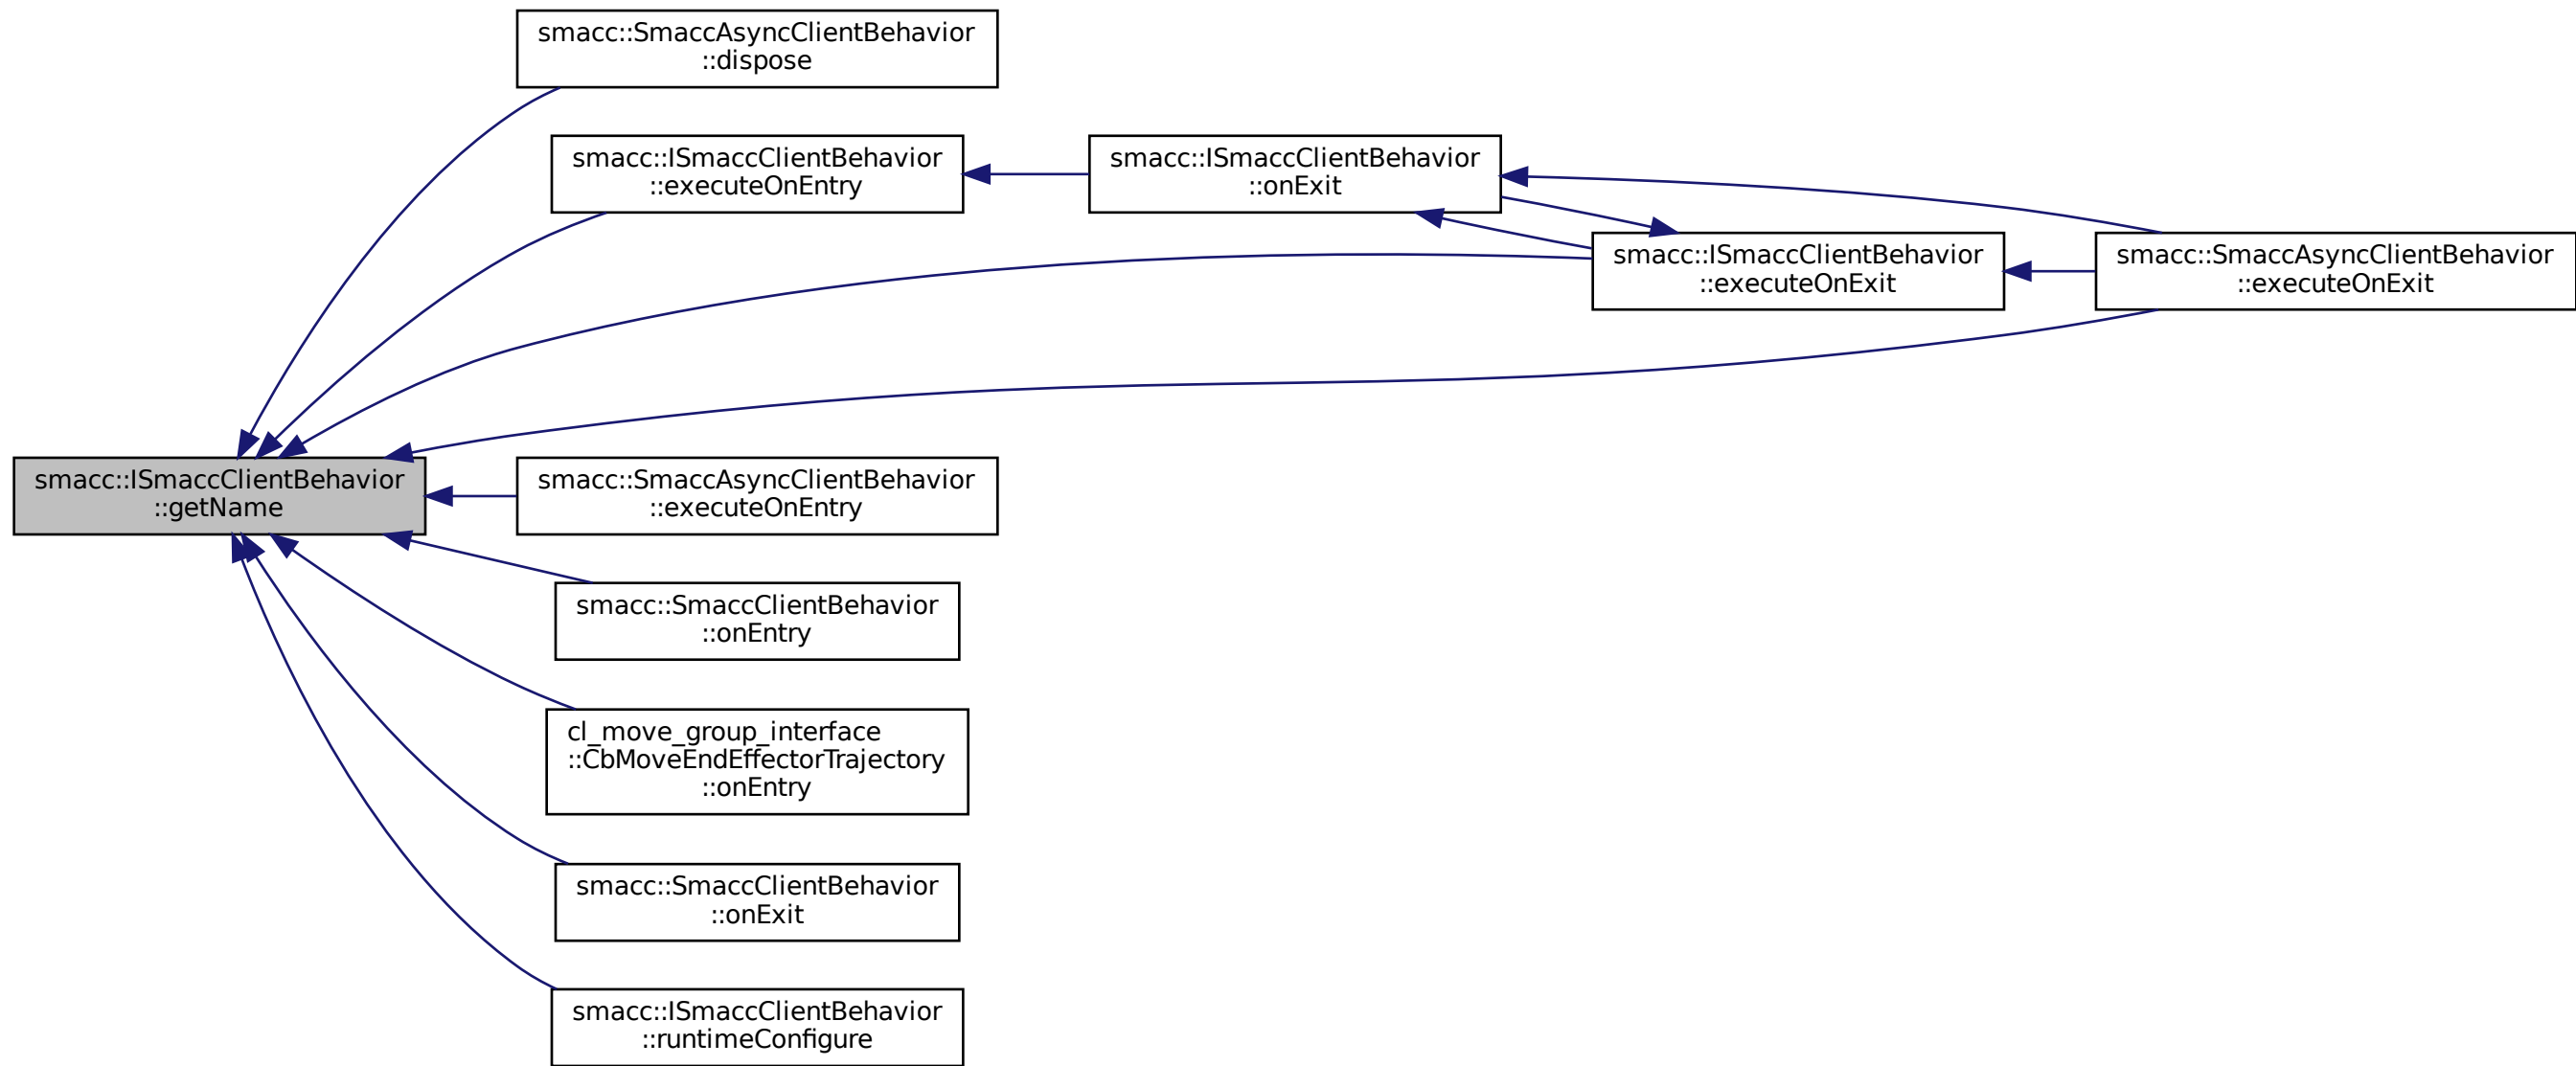 smacc::SmaccAsyncClientBehavior
::dispose
smacc::ISmaccClientBehavior
::executeOnEntry
smacc::ISmaccClientBehavior
::onExit
smacc::ISmaccClientBehavior
::executeOnExit
smacc::SmaccAsyncClientBehavior
::executeOnExit
smacc::ISmaccClientBehavior
::getName
smacc::SmaccAsyncClientBehavior
::executeOnEntry
smacc::SmaccClientBehavior
::onEntry
cl_move_group_interface
::CbMoveEndEffectorTrajectory
::onEntry
smacc::SmaccClientBehavior
::onExit
smacc::ISmaccClientBehavior
::runtimeConfigure